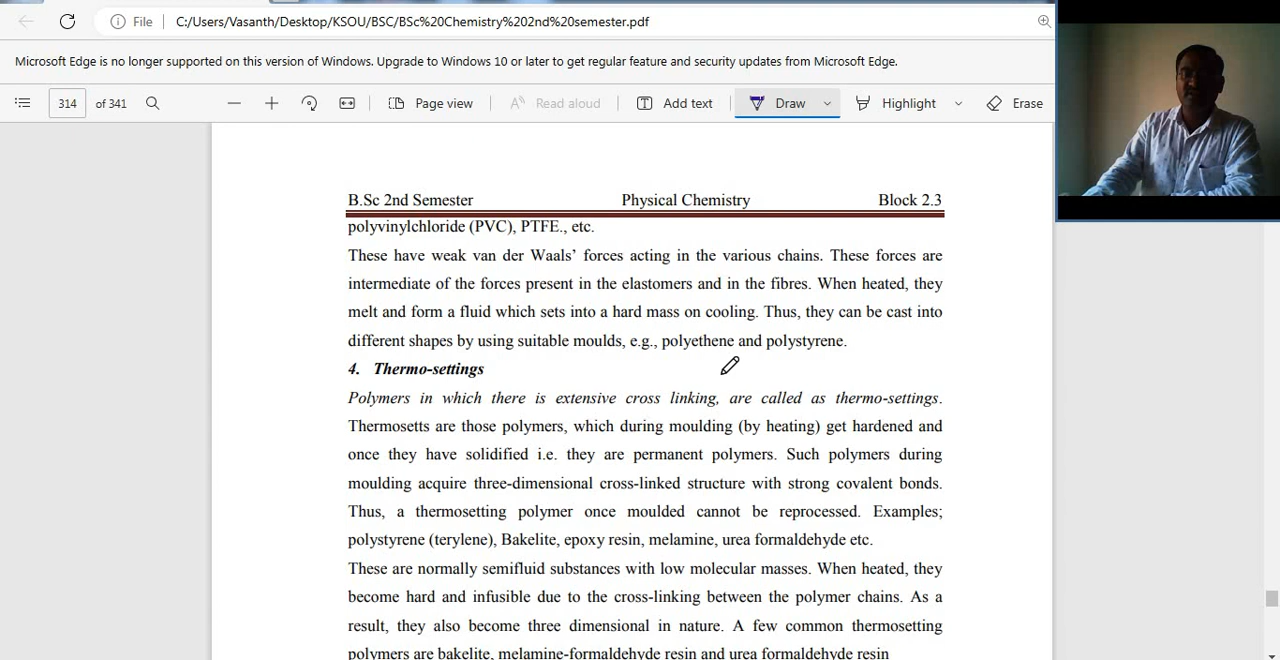 File C:/Users/Vasanth/Desktop/KSOU/BSC/BSc%20Chemistry%202nd%20semester.pdf
Microsoft Edge is no longer supported on this version of Windows. Upgrade to Windows 10 or later to get regular feature and security updates from Microsoft Edge.
314 of 341 Page view Read aloud Add text Draw Highlight Erase
B.Sc 2nd Semester Physical Chemistry Block 2.3
polyvinylchloride (PVC), PTFE., etc.
These have weak van der Waals’ forces acting in the various chains. These forces are
intermediate of the forces present in the elastomers and in the fibres. When heated, they
melt and form a fluid which sets into a hard mass on cooling. Thus, they can be cast into
different shapes by using suitable moulds, e.g., polyethene and polystyrene.
4. Thermo-settings
Polymers in which there is extensive cross linking, are called as thermo-settings.
Thermosetts are those polymers, which during moulding (by heating) get hardened and
once they have solidified i.e. they are permanent polymers. Such polymers during
moulding acquire three-dimensional cross-linked structure with strong covalent bonds.
Thus, a thermosetting polymer once moulded cannot be reprocessed. Examples;
polystyrene (terylene), Bakelite, epoxy resin, melamine, urea formaldehyde etc.
These are normally semifluid substances with low molecular masses. When heated, they
become hard and infusible due to the cross-linking between the polymer chains. As a
result, they also become three dimensional in nature. A few common thermosetting
polymers are bakelite, melamine-formaldehyde resin and urea formaldehyde resin